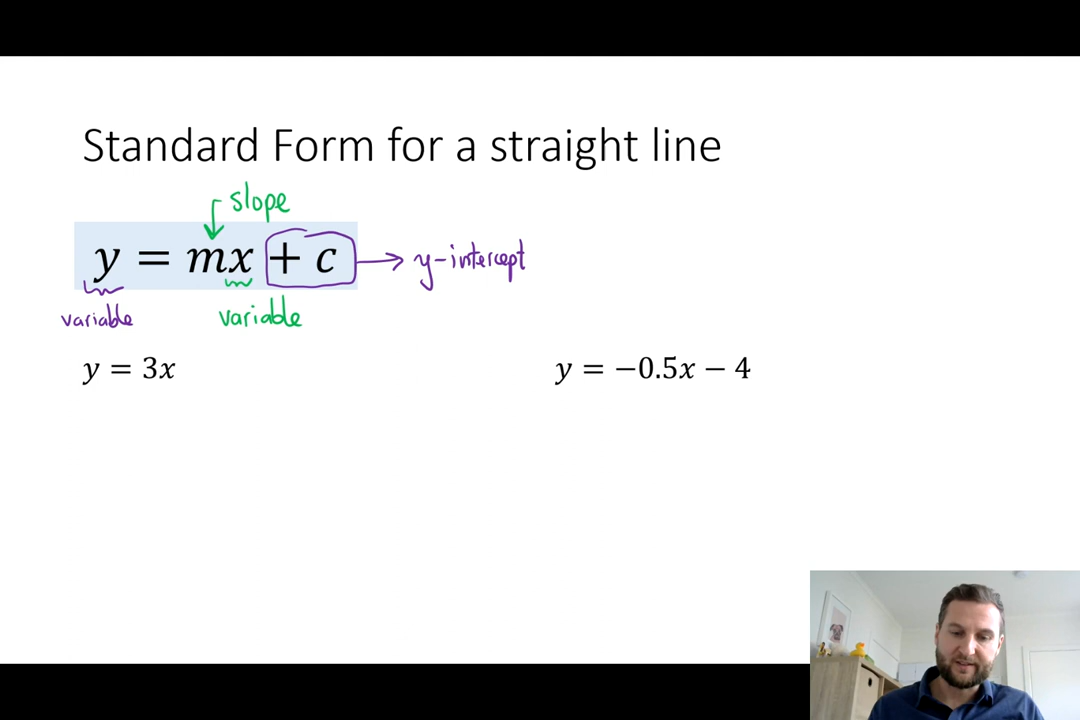 Standard Form for a straight line
slope
y = mx + c
y-intercept
variable
variable
y = 3x
y = −0.5x − 4